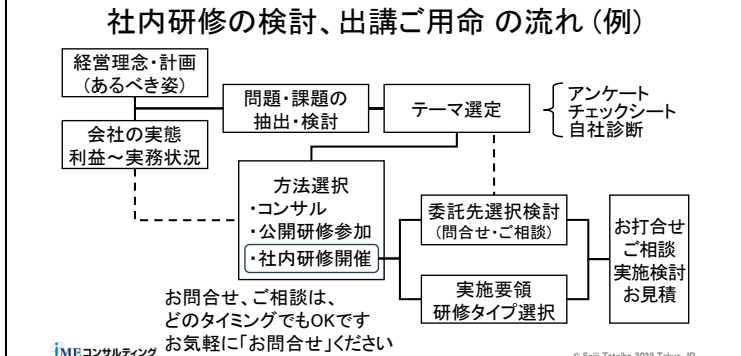 社内研修の検討、出講ご用命 の流れ（例）
経営理念・計画
（あるべき姿）
会社の実態
利益～実務状況
問題・課題の
抽出・検討
テーマ選定
アンケート
チェックシート
自社診断
方法選択
・コンサル
・公開研修参加
・社内研修開催
委託先選択検討
（問合せ・ご相談）
実施要領
研修タイプ選択
お打合せ
ご相談
実施検討
お見積
お問合せ、ご相談は、
どのタイミングでもOKです
お気軽に「お問合せ」ください
コンサルティング
2019 Tokyo, JP